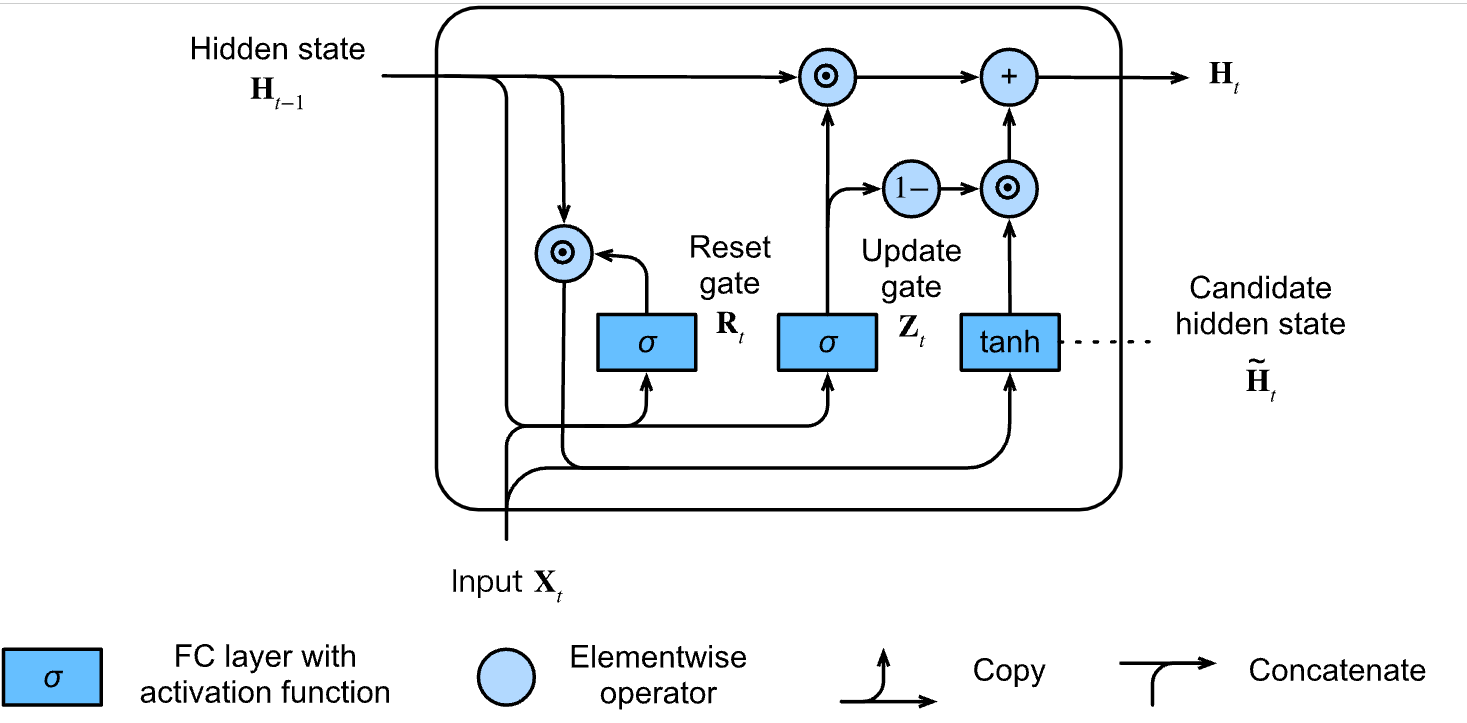 Hidden state
H_{t−1}
H_t
+
1−
Reset
gate
R_t
Update
gate
Z_t
Candidate
hidden state
H̃_t
σ
σ
tanh
Input X_t
σ
FC layer with
activation function
Elementwise
operator
Copy
Concatenate